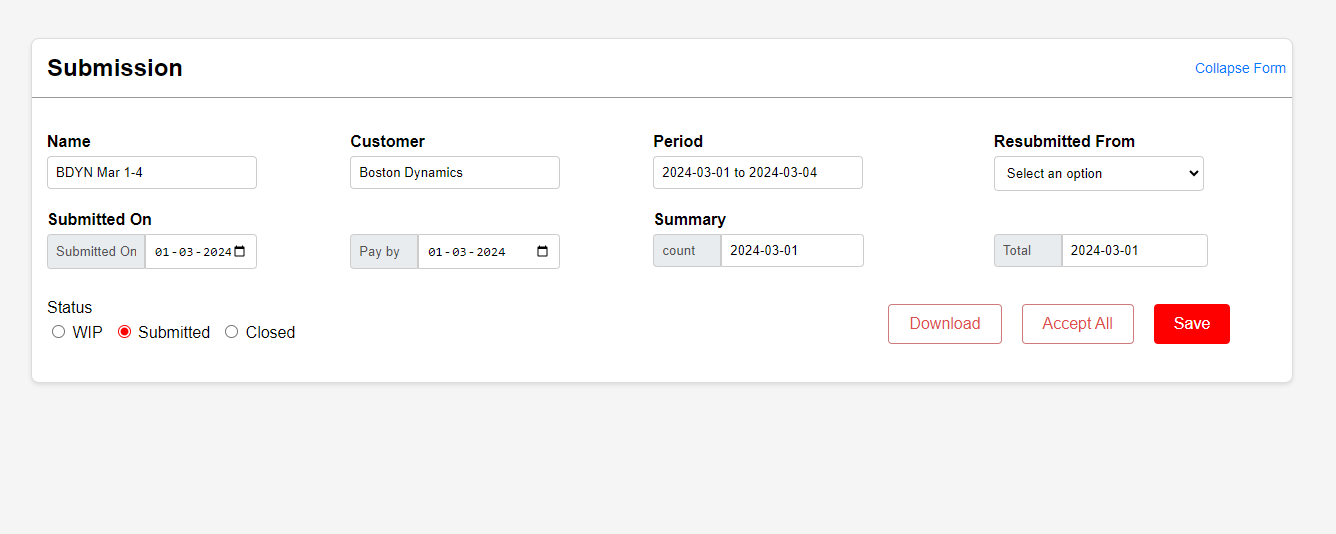 Submission
Collapse Form
Name Customer Period Resubmitted From
BDYN Mar 1-4 Boston Dynamics 2024-03-01 to 2024-03-04 Select an option
Submitted On Summary
Submitted On 01-03-2024 Pay by 01-03-2024 count 2024-03-01 Total 2024-03-01
Status
WIP Submitted Closed
Download Accept All Save